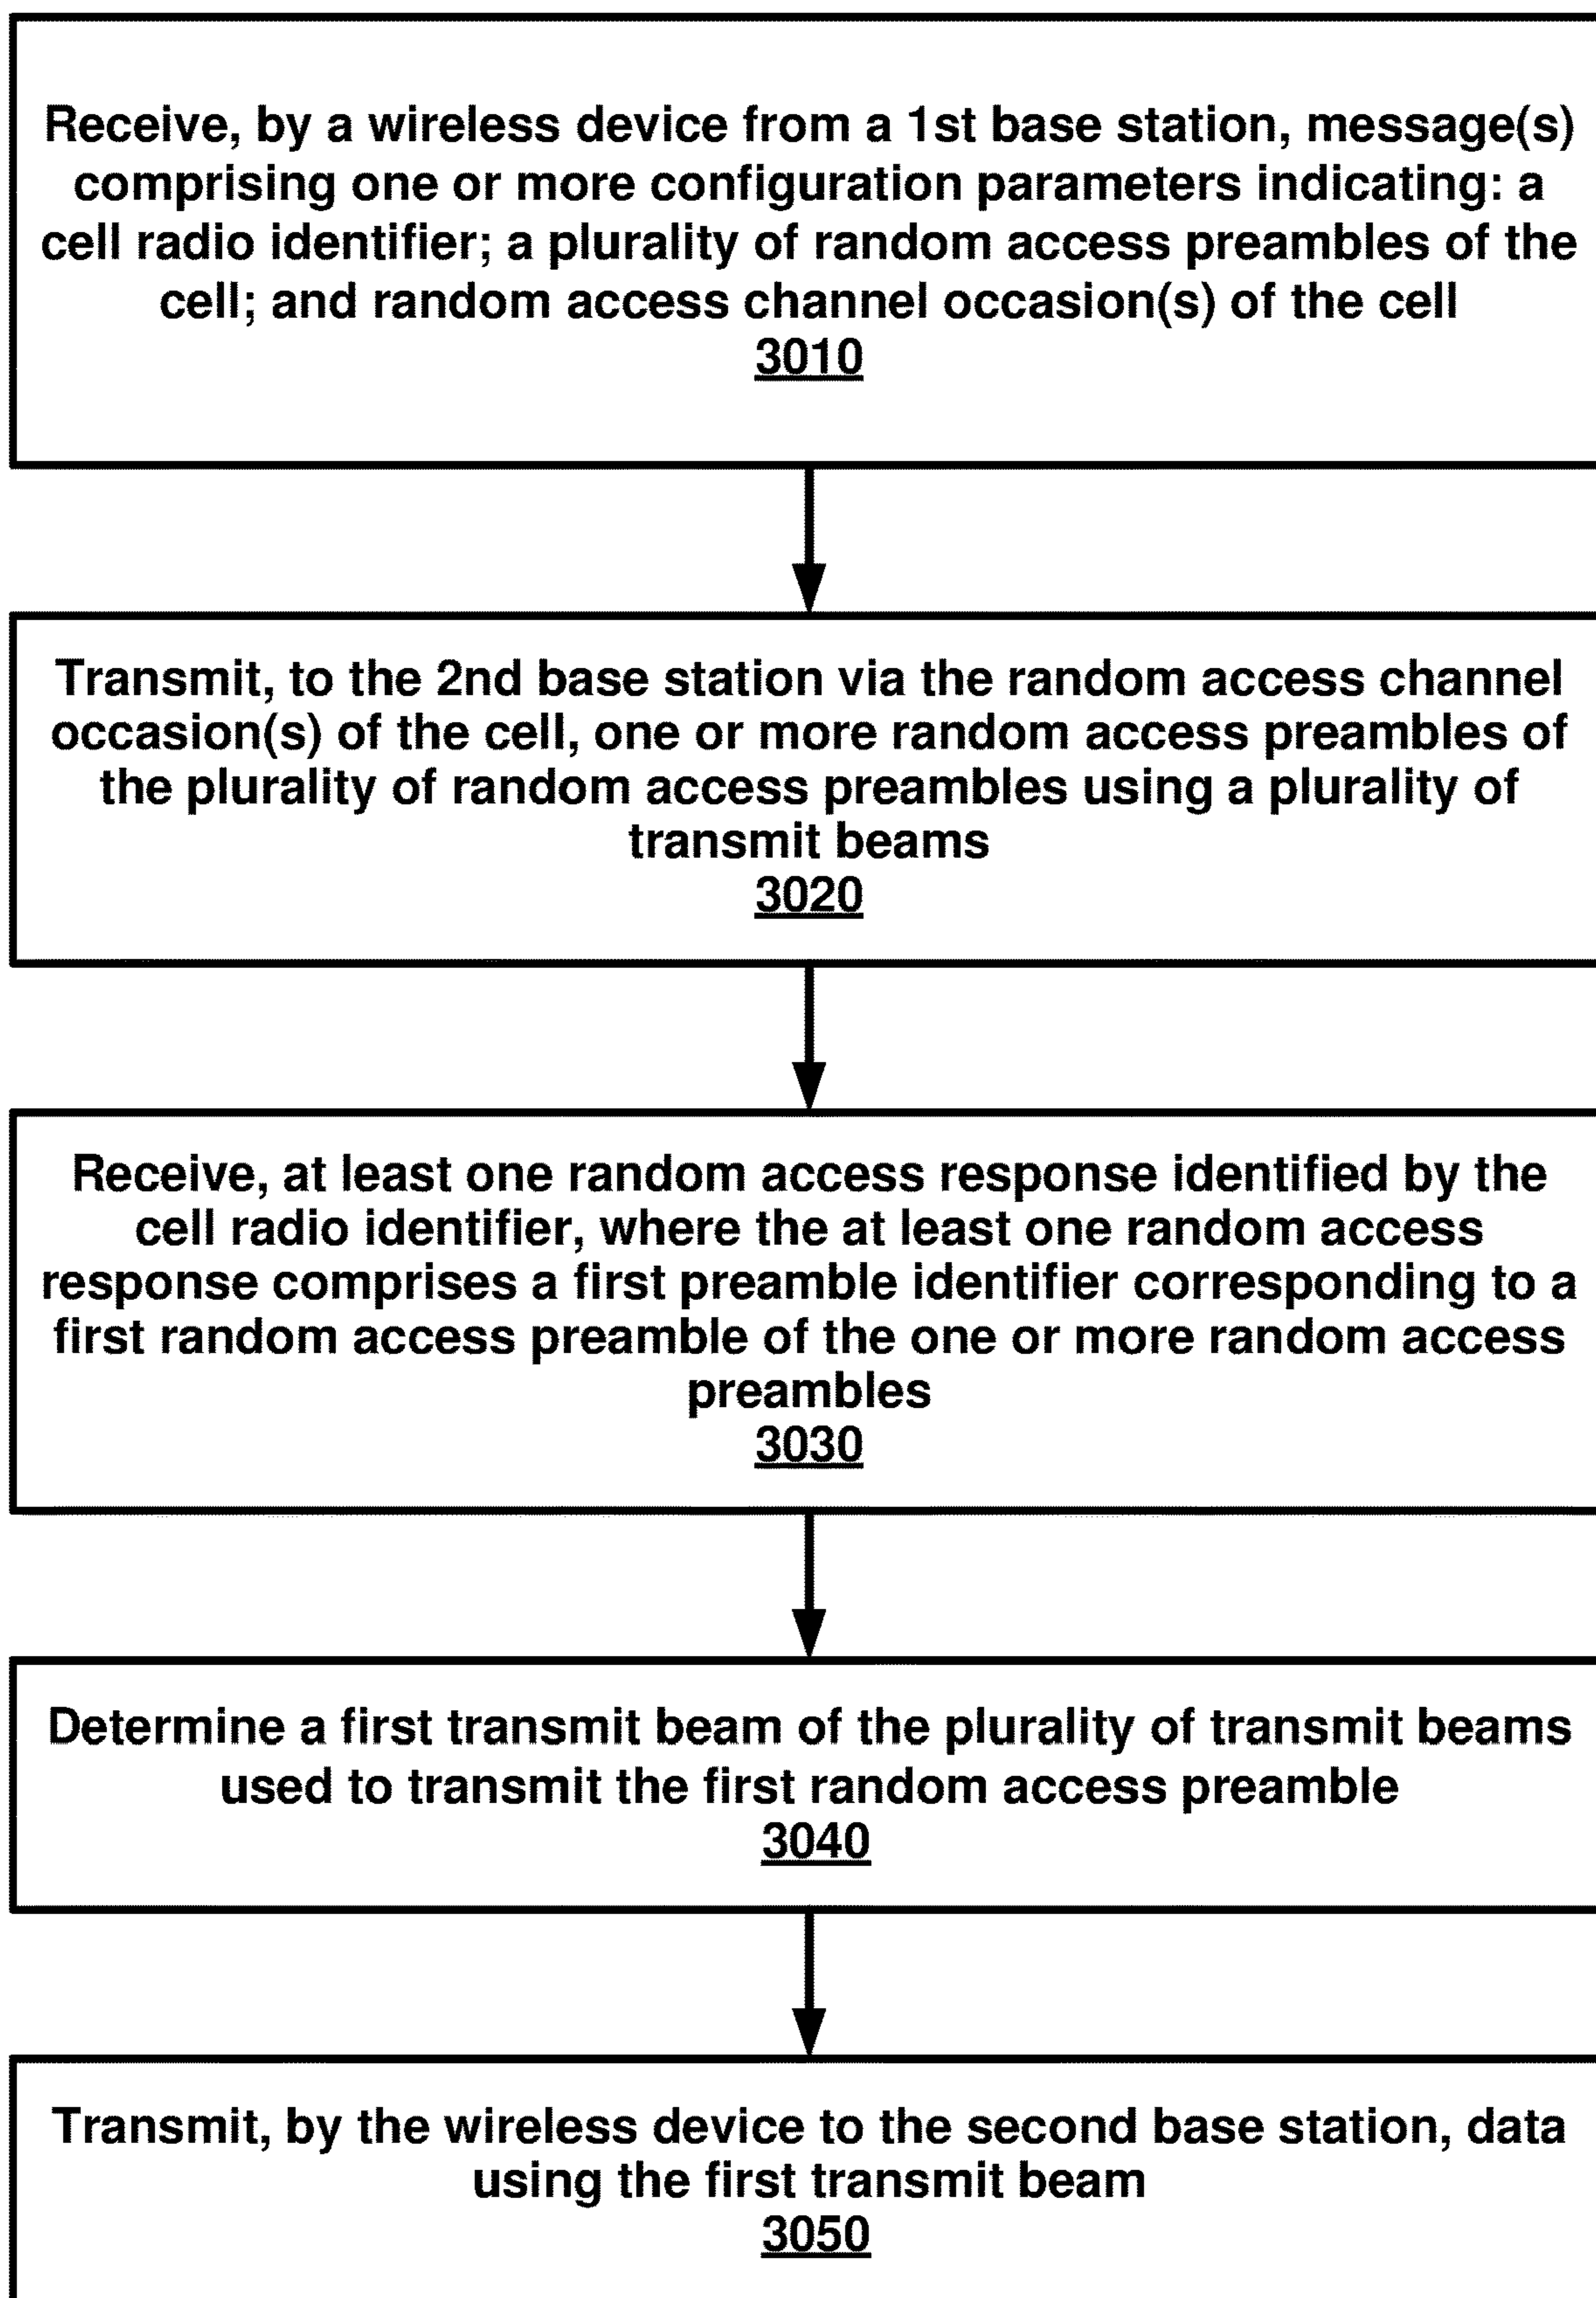 Receive, by a wireless device from a 1st base station, message(s)
comprising one or more configuration parameters indicating: a
cell radio identifier; a plurality of random access preambles of the
cell; and random access channel occasion(s) of the cell
3010
Transmit, to the 2nd base station via the random access channel
occasion(s) of the cell, one or more random access preambles of
the plurality of random access preambles using a plurality of
transmit beams
3020
Receive, at least one random access response identified by the
cell radio identifier, where the at least one random access
response comprises a first preamble identifier corresponding to a
first random access preamble of the one or more random access
preambles
3030
Determine a first transmit beam of the plurality of transmit beams
used to transmit the first random access preamble
3040
Transmit, by the wireless device to the second base station, data
using the first transmit beam
3050